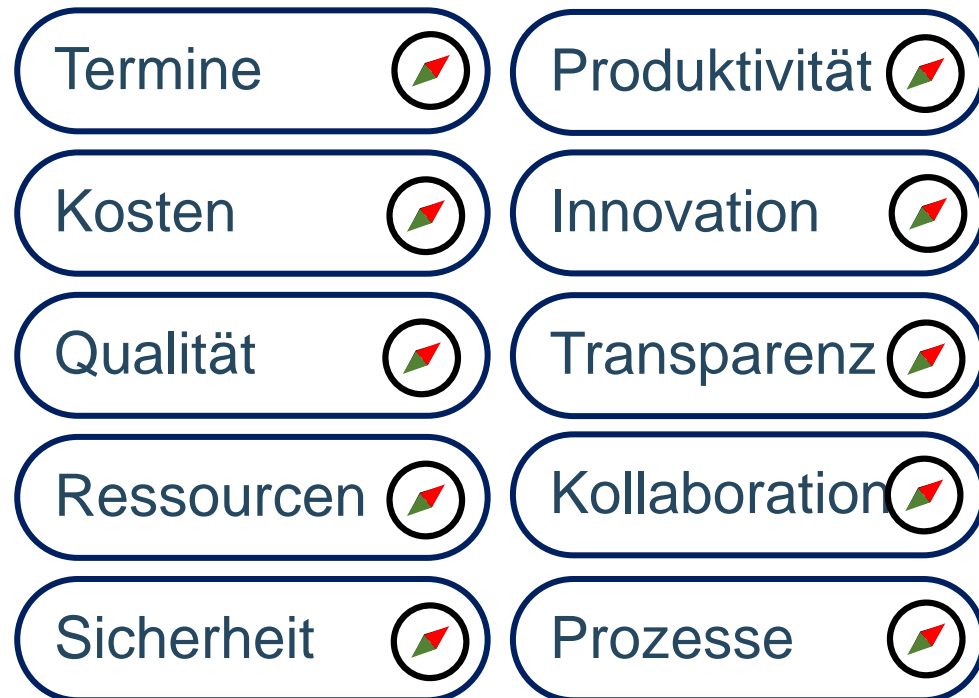 Termine
Kosten
Qualität
Ressourcen
Sicherheit
Produktivität
Innovation
Transparenz
Kollaboration
Prozesse